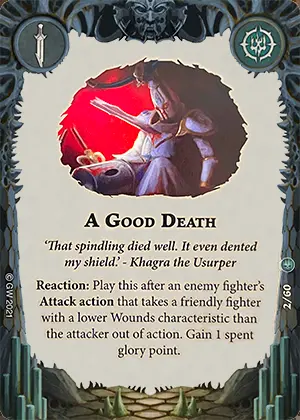 A Good Death
‘That spindling died well. It even dented
my shield.’ - Khagra the Usurper
Reaction: Play this after an enemy fighter’s
Attack action that takes a friendly fighter
with a lower Wounds characteristic than
the attacker out of action. Gain 1 spent
glory point.
© GW 2021
2/60